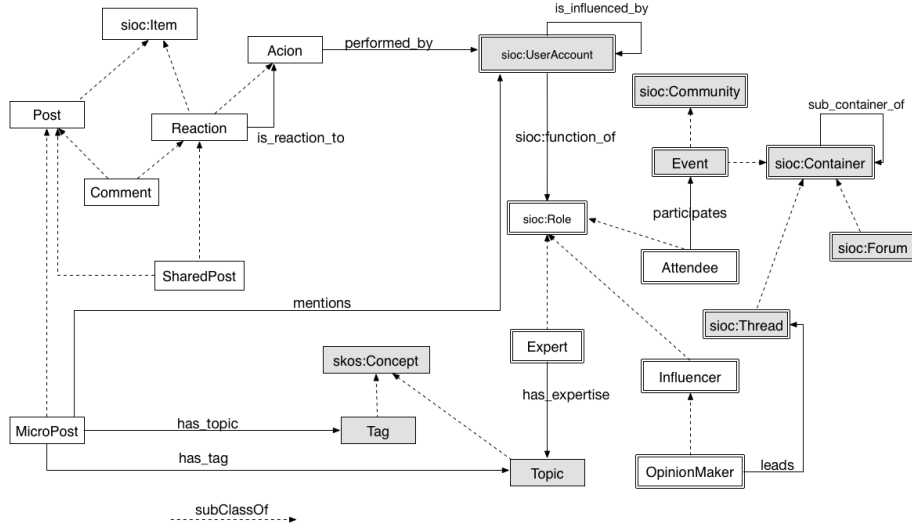 is_influenced_by
sioc:Item
Acion
performed_by
sioc:UserAccount
sioc:Community
sub_container_of
Post
Reaction
is_reaction_to
sioc:function_of
Event
sioc:Container
Comment
participates
sioc:Role
sioc:Forum
SharedPost
Attendee
mentions
sioc:Thread
Expert
skos:Concept
Influencer
has_expertise
MicroPost
has_topic
Tag
has_tag
Topic
OpinionMaker
leads
subClassOf